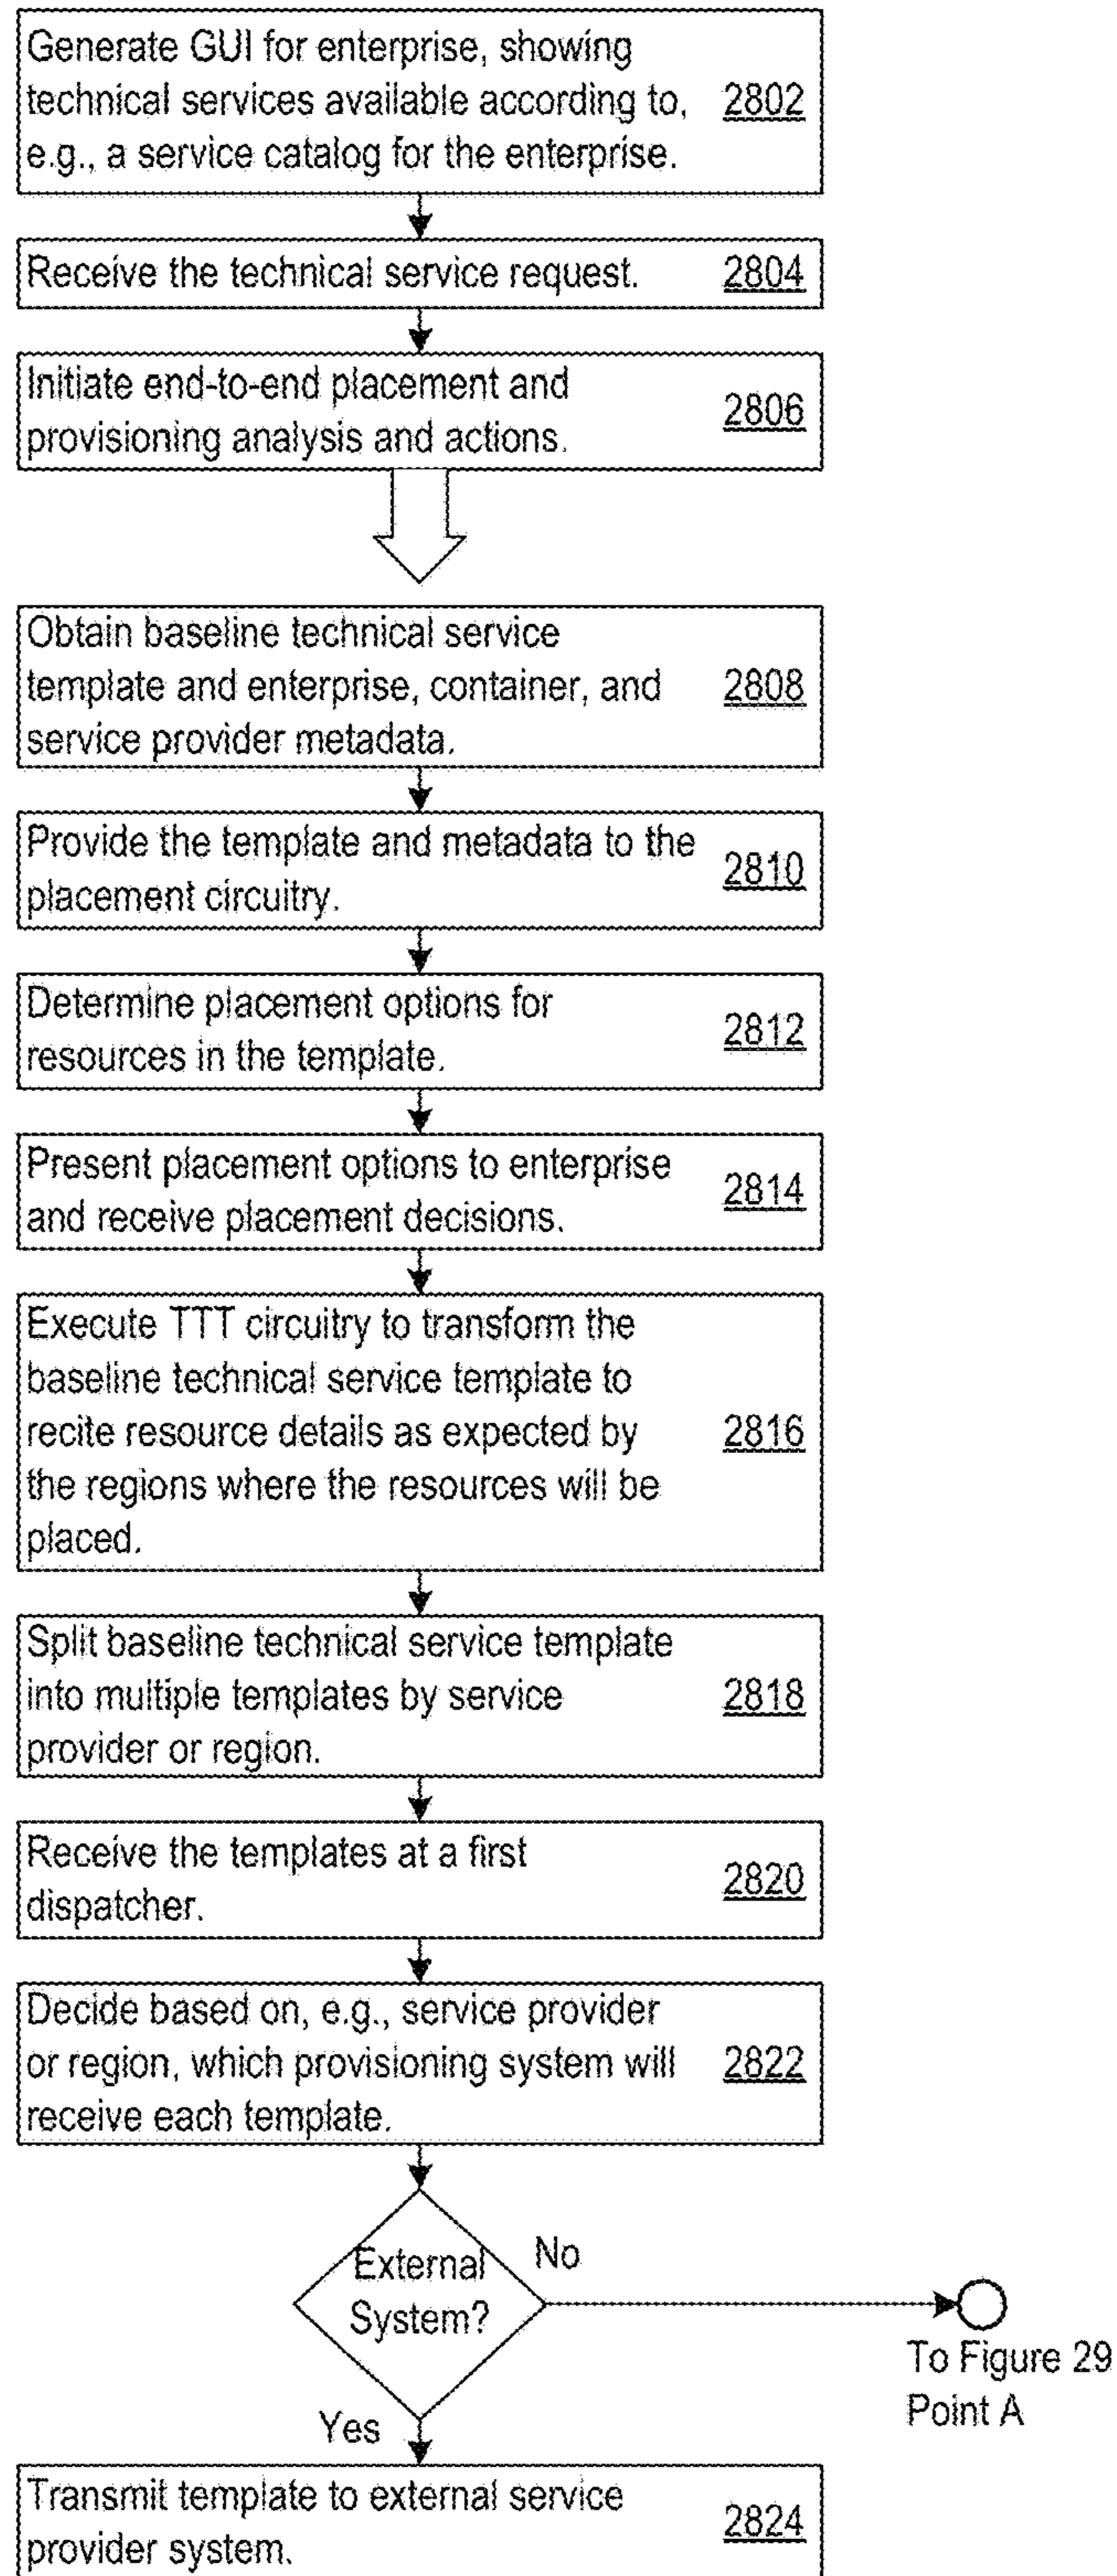 Generate GUI for enterprise, showing
technical services available according to, 2802
e.g., a service catalog for the enterprise.
Receive the technical service request. 2804
Initiate end-to-end placement and
provisioning analysis and actions. 2806
Obtain baseline technical service
template and enterprise, container, and 2808
service provider metadata.
Provide the template and metadata to the
placement circuitry. 2810
Determine placement options for
resources in the template. 2812
Present placement options to enterprise
and receive placement decisions. 2814
Execute TTT circuitry to transform the
baseline technical service template to
recite resource details as expected by 2816
the regions where the resources will be
placed.
Split baseline technical service template
into multiple templates by service 2818
provider or region.
Receive the templates at a first
dispatcher. 2820
Decide based on, e.g., service provider
or region, which provisioning system will 2822
receive each template.
External
System?
No
To Figure 29
Point A
Yes
Transmit template to external service
provider system. 2824